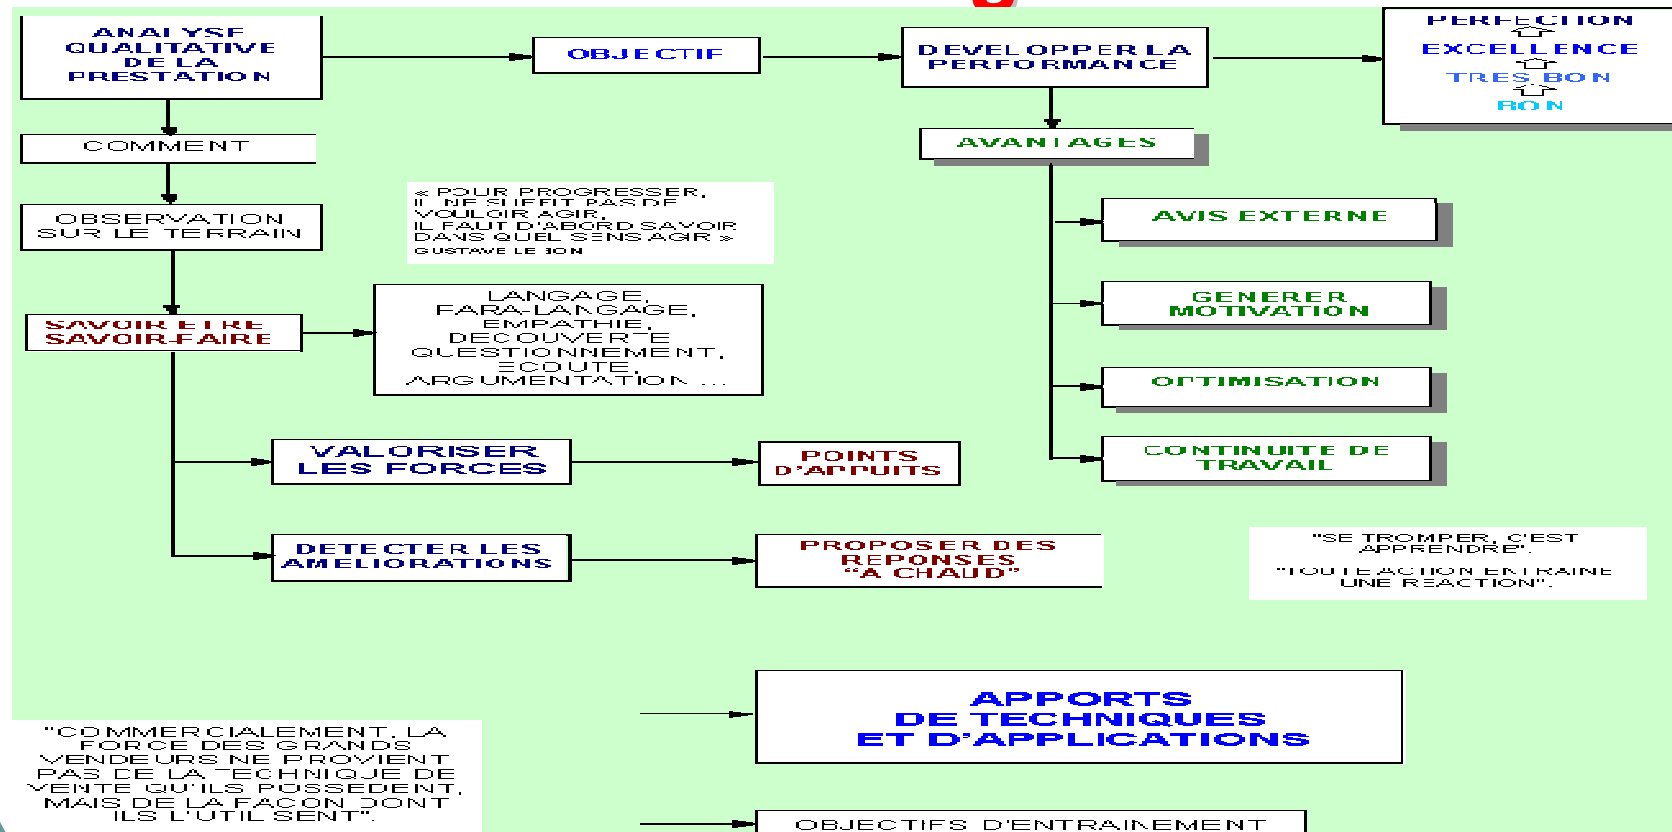 ANALYSE
QUALITATIVE
DE LA
PRESTATION
OBJECTIF
DEVELOPPER LA
PERFORMANCE
PERFECTION
EXCELLENCE
TRES BON
BON
COMMENT
AVANTAGES
OBSERVATION
SUR LE TERRAIN
« POUR PROGRESSER,
IL NE SUFFIT PAS DE
VOULOIR AGIR,
IL FAUT D'ABORD SAVOIR
DANS QUEL SENS AGIR »
GUSTAVE LE BON
AVIS EXTERNE
GENERER
MOTIVATION
SAVOIR ETRE
SAVOIR-FAIRE
LANGAGE,
PARA-LANGAGE,
EMPATHIE,
DECOUVERTE
QUESTIONNEMENT,
ECOUTE,
ARGUMENTATION ...
OPTIMISATION
CONTINUITE DE
TRAVAIL
VALORISER
LES FORCES
POINTS
D'APPUITS
DETECTER LES
AMELIORATIONS
PROPOSER DES
REPONSES
“A CHAUD”
"SE TROMPER, C'EST
APPRENDRE".
"TOUTE ACTION ENTRAINE
UNE REACTION".
APPORTS
DE TECHNIQUES
ET D'APPLICATIONS
"COMMERCIALEMENT, LA
FORCE DES GRANDS
VENDEURS NE PROVIENT
PAS DE LA TECHNIQUE DE
VENTE QU'ILS POSSEDENT,
MAIS DE LA FACON DONT
ILS L'UTILISENT".
OBJECTIFS D'ENTRAINEMENT